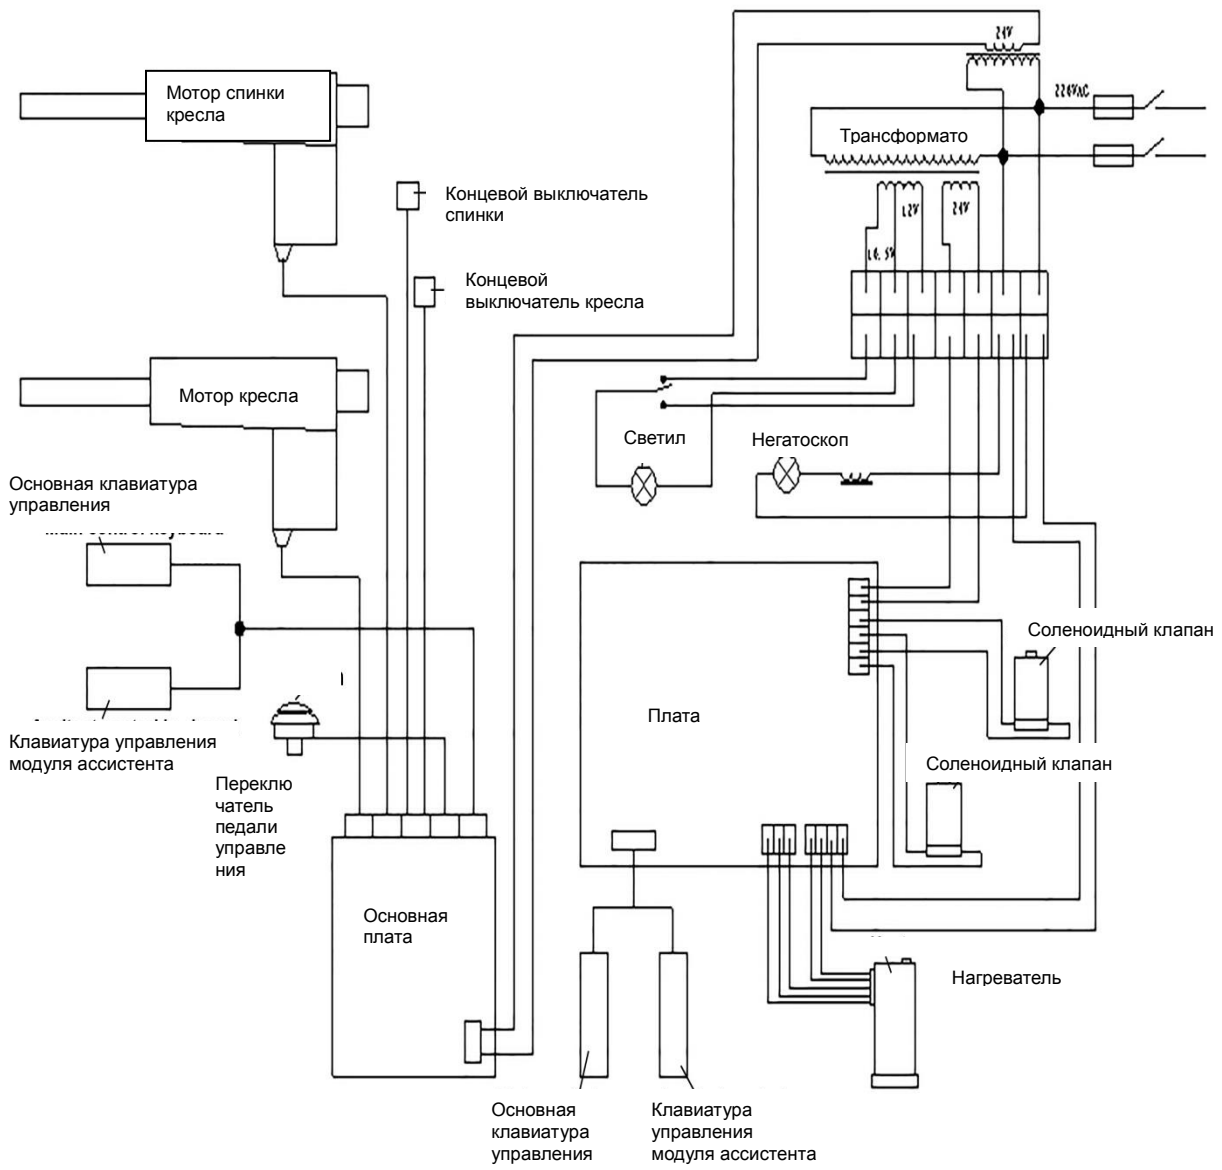 24V
Мотор спинки
кресла
220VAC
Трансформато
Концевой выключатель
спинки
12V
24V
Концевой
выключатель кресла
Мотор кресла
Светил
Негатоскоп
Основная клавиатура
управления
Соленоидный клапан
Плата
Клавиатура управления
модуля ассистента
Соленоидный клапан
Переклю
чатель
педали
управле
ния
Основная
плата
Нагреватель
Основная
клавиатура
управления
Клавиатура
управления
модуля ассистента